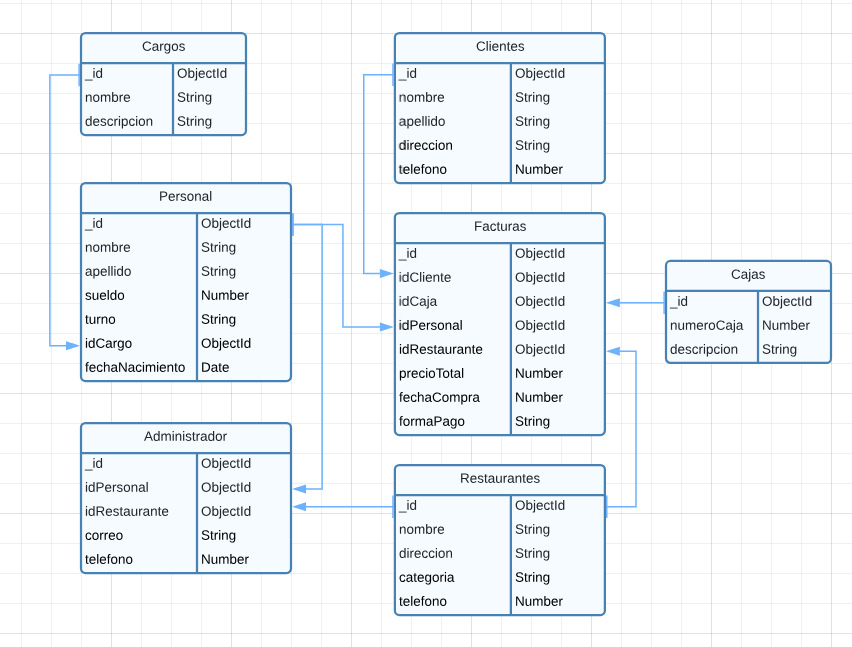 Cargos
_id ObjectId
nombre String
descripcion String
Clientes
_id ObjectId
nombre String
apellido String
direccion String
telefono Number
Personal
_id ObjectId
nombre String
apellido String
sueldo Number
turno String
idCargo ObjectId
fechaNacimiento Date
Facturas
_id ObjectId
idCliente ObjectId
idCaja ObjectId
idPersonal ObjectId
idRestaurante ObjectId
precioTotal Number
fechaCompra Number
formaPago String
Cajas
_id ObjectId
numeroCaja Number
descripcion String
Administrador
_id ObjectId
idPersonal ObjectId
idRestaurante ObjectId
correo String
telefono Number
Restaurantes
_id ObjectId
nombre String
direccion String
categoria String
telefono Number